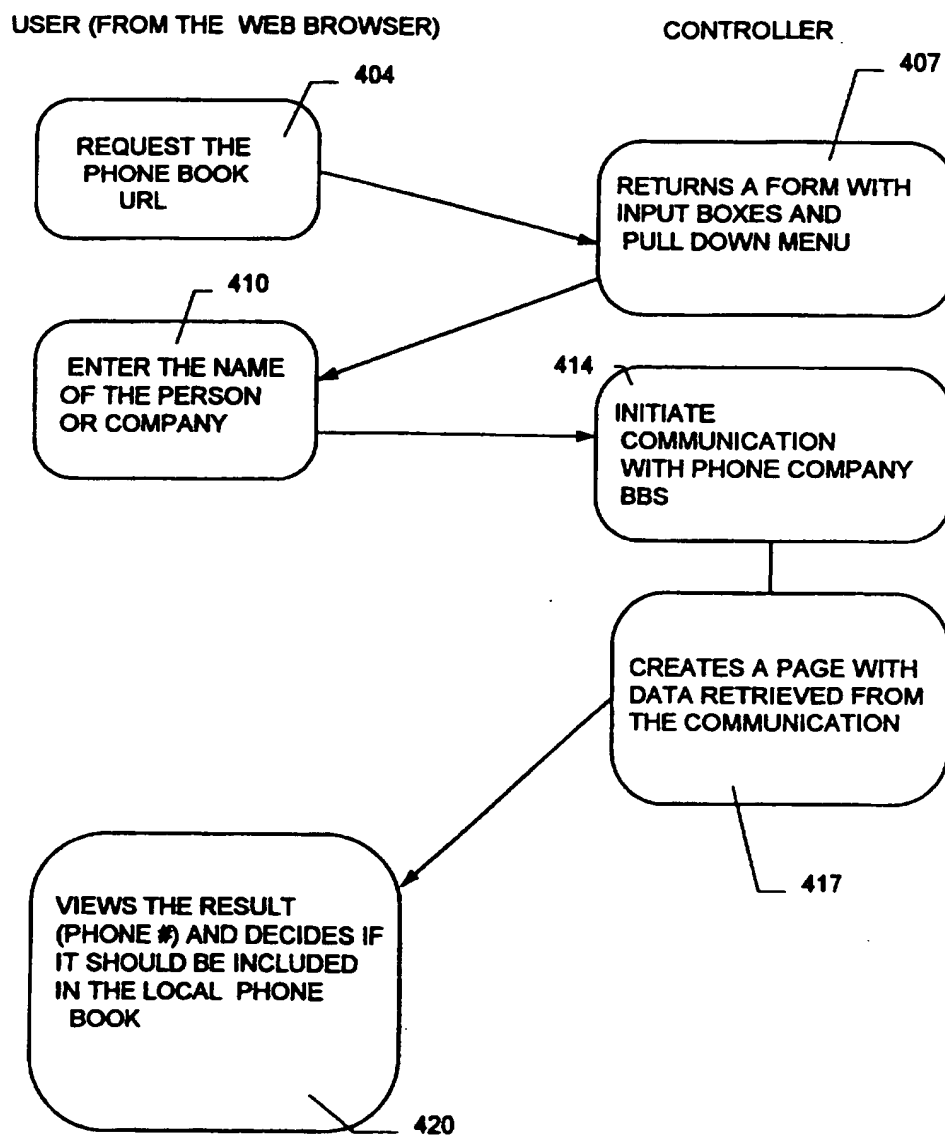 USER (FROM THE WEB BROWSER)
CONTROLLER
404
407
REQUEST THE
PHONE BOOK
URL
RETURNS A FORM WITH
INPUT BOXES AND
PULL DOWN MENU
410
ENTER THE NAME
OF THE PERSON
OR COMPANY
414
INITIATE
COMMUNICATION
WITH PHONE COMPANY
BBS
CREATES A PAGE WITH
DATA RETRIEVED FROM
THE COMMUNICATION
417
VIEWS THE RESULT
(PHONE #) AND DECIDES IF
IT SHOULD BE INCLUDED
IN THE LOCAL PHONE
BOOK
420